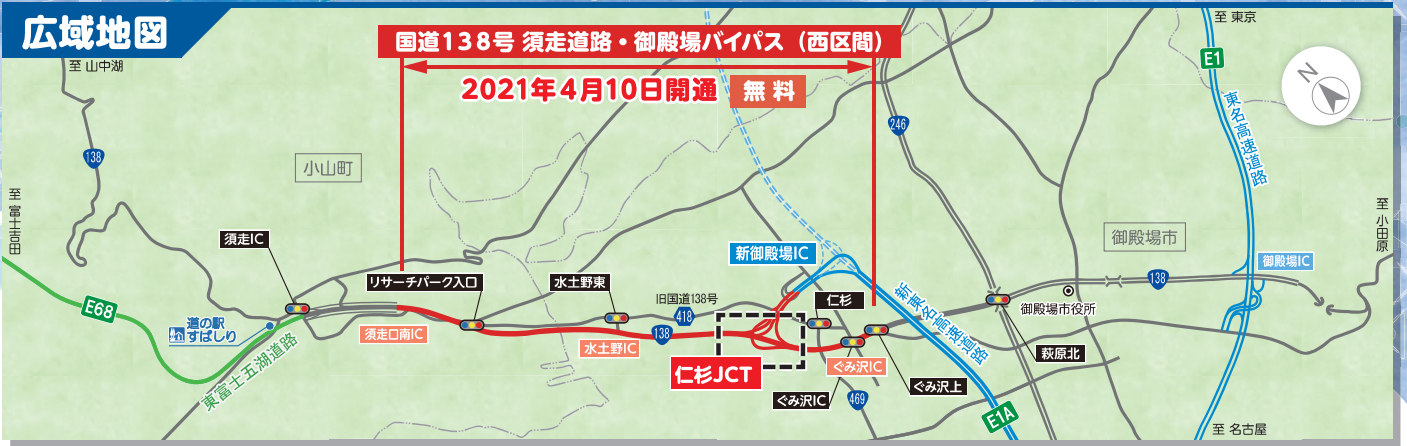 広域地図
至 東京
国道138号 須走道路・御殿場バイパス（西区間）
至 山中湖
E1
N
2021年4月10日開通 無料
東名高速道路
246
138
小山町
至 富士吉田
至 小田原
須走IC
御殿場市
新御殿場IC
御殿場IC
リサーチパーク入口
水土野東
138
旧国道138号
仁杉
新東名高速道路
御殿場市役所
E68
418
道の駅
すばしり
須走口南IC
138
水土野IC
萩原北
東富士五湖道路
仁杉JCT
ぐみ沢IC
ぐみ沢上
ぐみ沢IC
469
E1A
至 名古屋